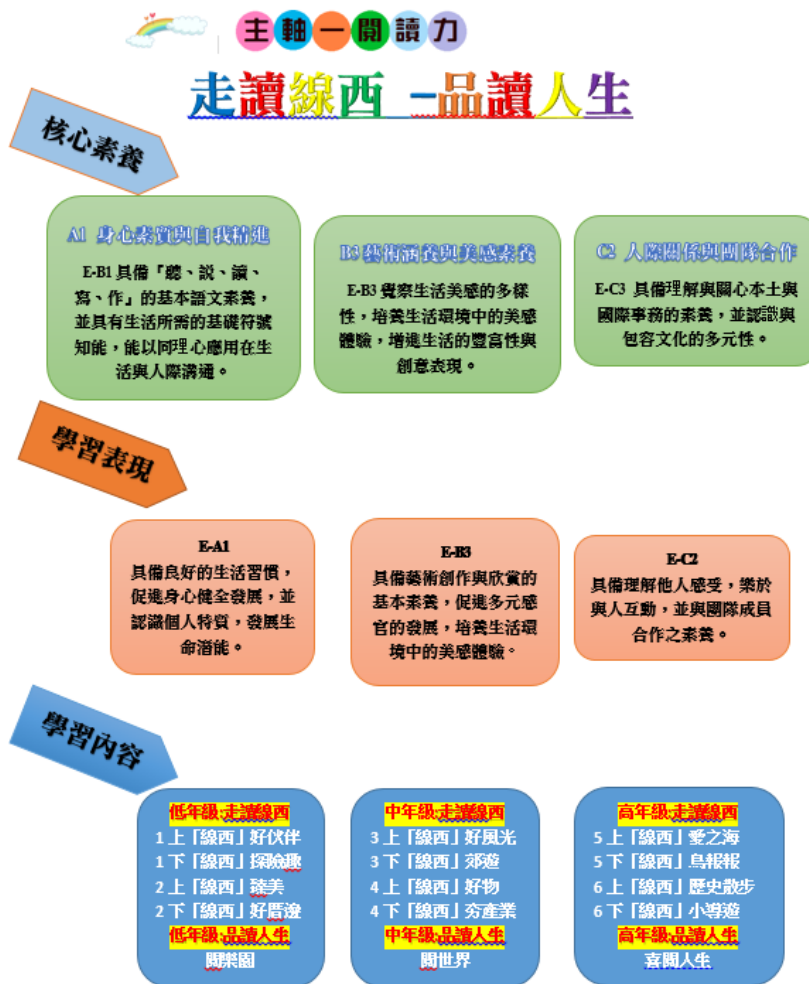 主軸一閱讀力
走讀線西 –品讀人生
核心素養
A1 身心素質與自我精進
E-B1 具備「聽、說、讀、
寫、作」的基本語文素養，
並具有生活所需的基礎符號
知能，能以同理心應用在生
活與人際溝通。
B3藝術涵養與美感素養
E-B3 覺察生活美感的多樣
性，培養生活環境中的美感
體驗，增進生活的豐富性與
創意表現。
C2 人際關係與團隊合作
E-C3 具備理解與關心本土與
國際事務的素養，並認識與
包容文化的多元性。
學習表現
E-A1
具備良好的生活習慣，
促進身心健全發展，並
認識個人特質，發展生
命潛能。
E-B3
具備藝術創作與欣賞的
基本素養，促進多元感
官的發展，培養生活環
境中的美感體驗。
E-C2
具備理解他人感受，樂於
與人互動，並與團隊成員
合作之素養。
學習內容
低年級:走讀線西
1 上「線西」好伙伴
1 下「線西」探險趣
2 上「線西」臻美
2 下「線西」好厝邊
低年級:品讀人生
閱樂園
中年級:走讀線西
3 上「線西」好風光
3 下「線西」郊遊
4 上「線西」好物
4 下「線西」夯產業
中年級:品讀人生
閱世界
高年級:走讀線西
5 上「線西」愛之海
5 下「線西」鳥報報
6 上「線西」歷史散步
6 下「線西」小導遊
高年級:品讀人生
喜閱人生